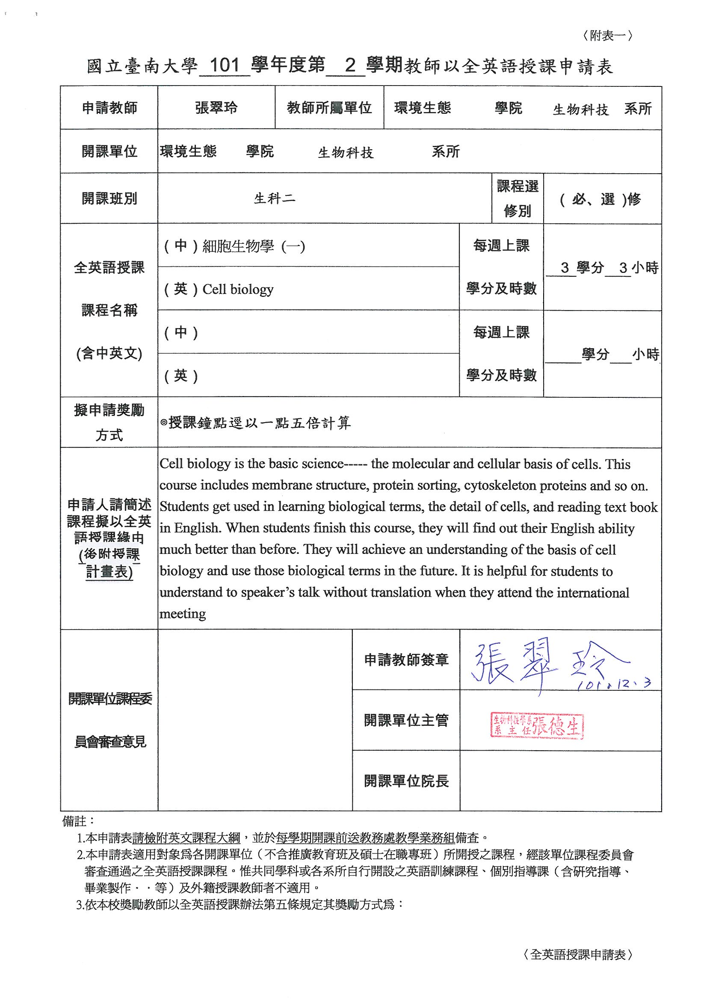 〈附表一〉
國立臺南大學 101 學年度第 2 學期教師以全英語授課申請表
申請教師 張翠玲 教師所屬單位 環境生態 學院 生物科技 系所
開課單位 環境生態 學院 生物科技 系所
開課班別 生科二 課程選修別 ( 必、選 )修
全英語授課
課程名稱
(含中英文)
( 中 ) 細胞生物學 (一)
( 英 ) Cell biology
每週上課
學分及時數
3 學分 3 小時
( 中 )
( 英 )
每週上課
學分及時數
學分 小時
擬申請獎勵
方式
◎授課鐘點逕以一點五倍計算
申請人請簡述
課程擬以全英
語授課緣由
(後附授課
計畫表)
Cell biology is the basic science----- the molecular and cellular basis of cells. This
course includes membrane structure, protein sorting, cytoskeleton proteins and so on.
Students get used in learning biological terms, the detail of cells, and reading text book
in English. When students finish this course, they will find out their English ability
much better than before. They will achieve an understanding of the basis of cell
biology and use those biological terms in the future. It is helpful for students to
understand to speaker's talk without translation when they attend the international
meeting
開課單位課程委
員會審查意見
申請教師簽章
張翠玲
101.12.3
開課單位主管
生物科技學系
系主任 張德生
開課單位院長
備註：
1.本申請表請檢附英文課程大綱，並於每學期開課前送教務處教學業務組備查。
2.本申請表適用對象為各開課單位（不含推廣教育班及碩士在職專班）所開授之課程，經該單位課程委員會
審查通過之全英語授課課程。惟共同學科或各系所自行開設之英語訓練課程、個別指導課（含研究指導、
畢業製作‧‧等）及外籍授課教師者不適用。
3.依本校獎勵教師以全英語授課辦法第五條規定其獎勵方式為：
〈全英語授課申請表〉